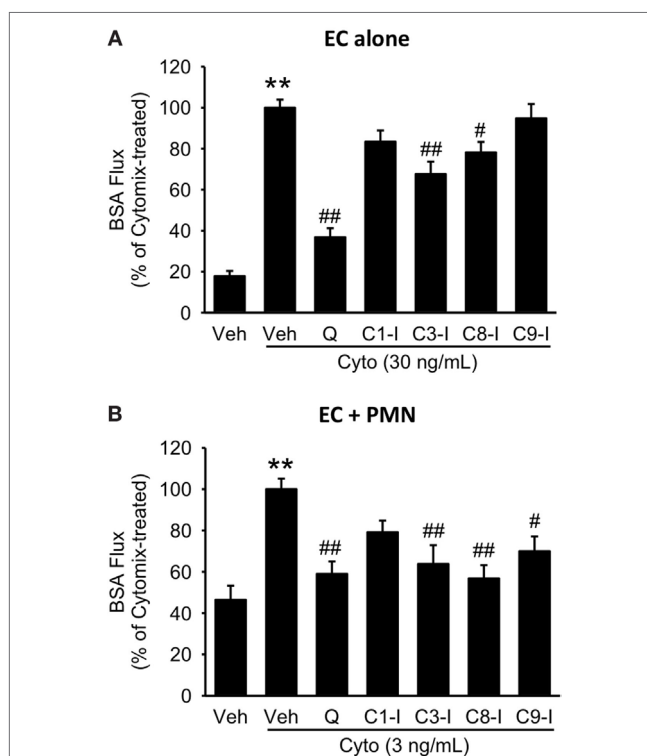 A
EC alone
BSA Flux
(% of Cytomix-treated)
120
100
80
60
40
20
0
**
##
##
#
Veh Veh Q C1-I C3-I C8-I C9-I
Cyto (30 ng/mL)
B
EC + PMN
BSA Flux
(% of Cytomix-treated)
120
100
80
60
40
20
0
**
##
##
##
#
Veh Veh Q C1-I C3-I C8-I C9-I
Cyto (3 ng/mL)